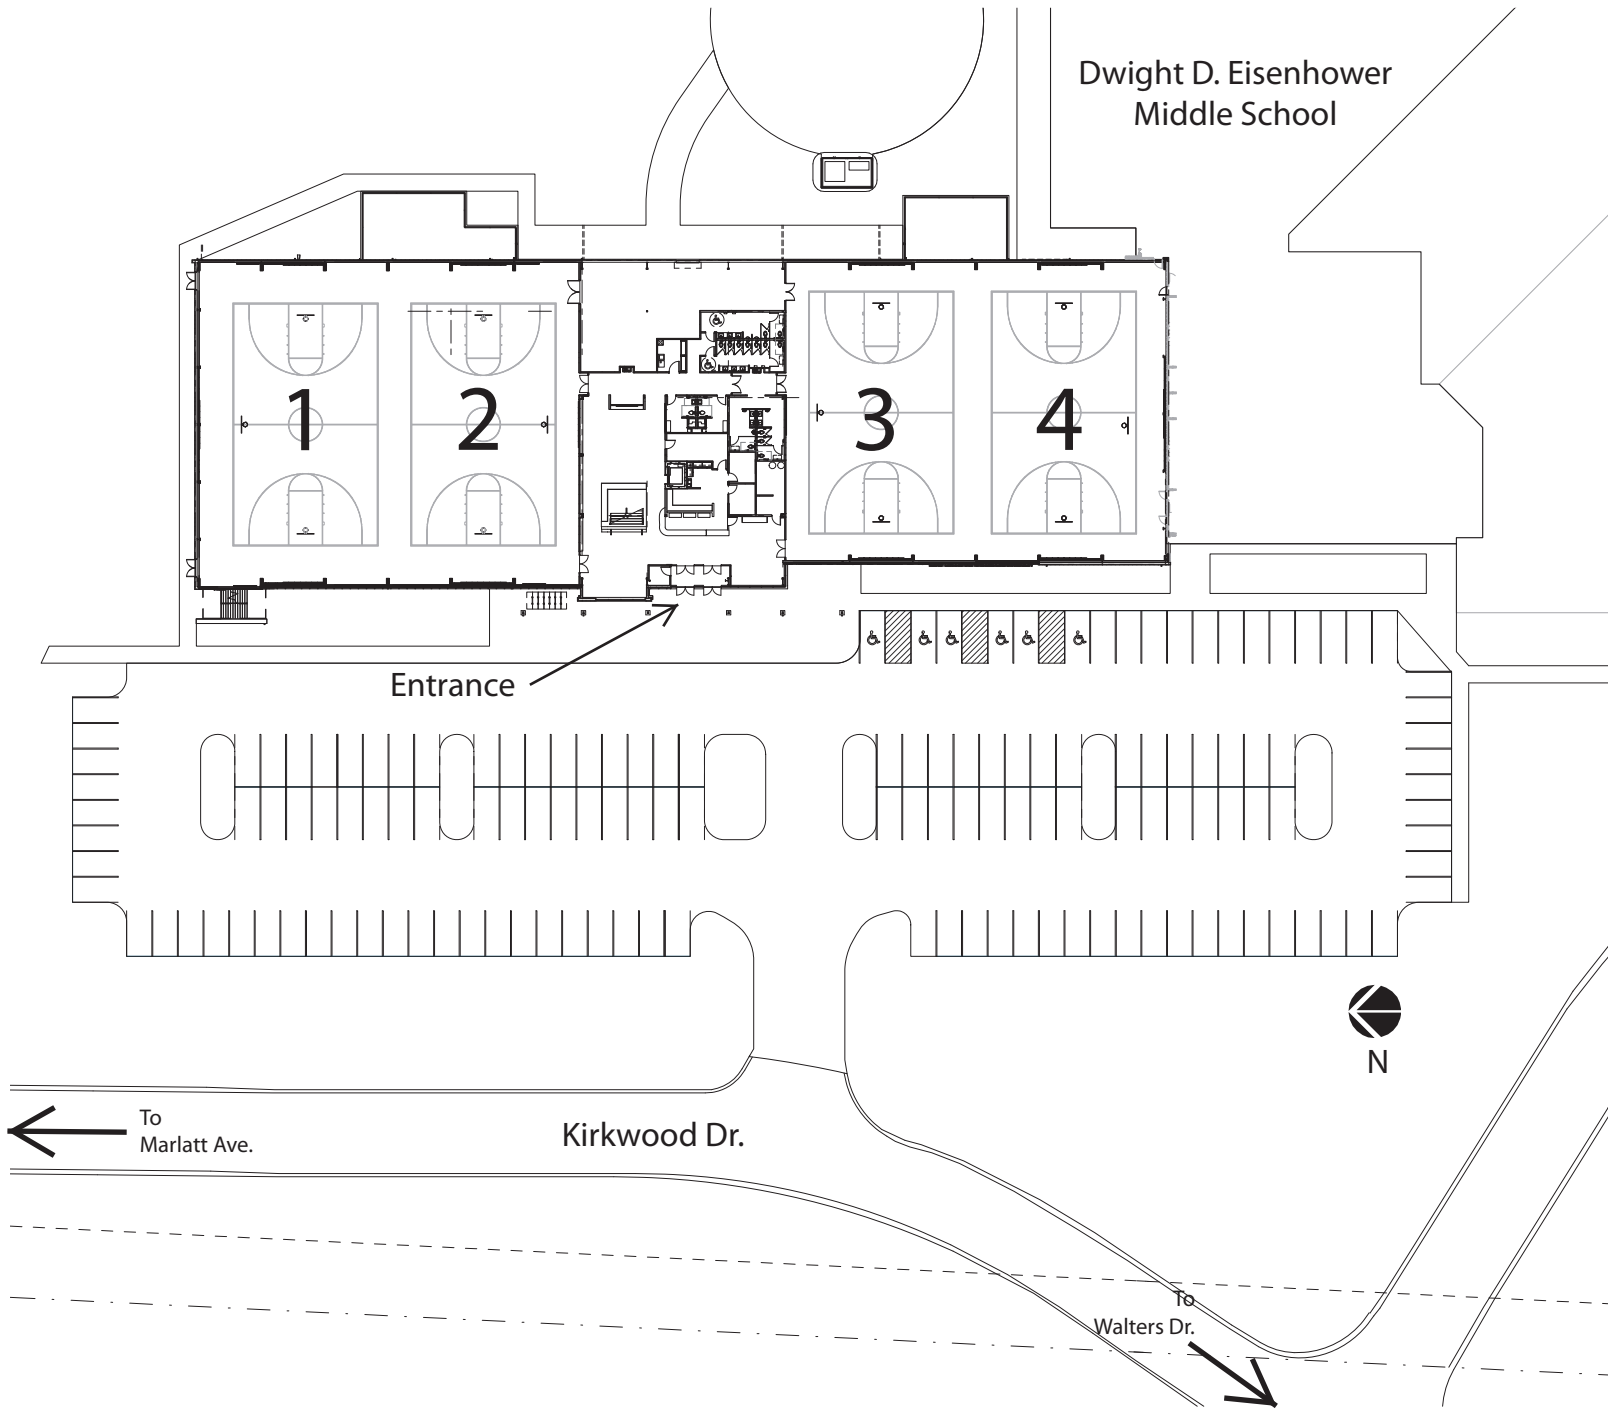 Dwight D. Eisenhower
Middle School
1
2
3
4
Entrance
N
To
Marlatt Ave.
Kirkwood Dr.
To
Walters Dr.